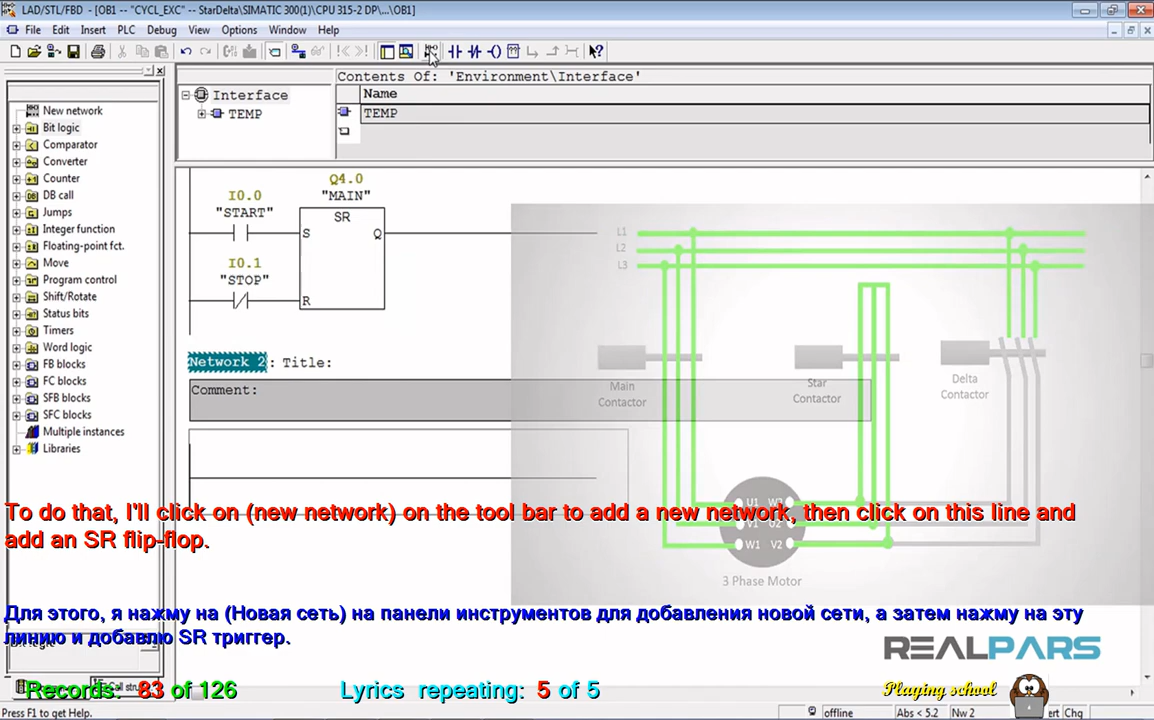 LAD/STL/FBD - [OB1 -- "CYCL_EXC" -- StarDelta\SIMATIC 300(1)\CPU 315-2 DP\...\OB1]
File Edit Insert PLC Debug View Options Window Help
Contents Of: 'Environment\Interface'
Interface
TEMP
Name
TEMP
New network
Bit logic
Comparator
Converter
Counter
DB call
Jumps
Integer function
Floating-point fct.
Move
Program control
Shift/Rotate
Status bits
Timers
Word logic
FB blocks
FC blocks
SFB blocks
SFC blocks
Multiple instances
Libraries
Q4.0
I0.0 "MAIN"
"START" SR
S Q
I0.1
"STOP"
R
Network 2: Title:
Comment:
L1
L2
L3
Main
Contactor
Star
Contactor
Delta
Contactor
U1 W2
V1 U2
W1 V2
3 Phase Motor
To do that, I'll click on (new network) on the tool bar to add a new network, then click on this line and
add an SR flip-flop.
Для этого, я нажму на (Новая сеть) на панели инструментов для добавления новой сети, а затем нажму на эту
линию и добавлю SR триггер.
REALPARS
Records: 83 of 126 Lyrics repeating: 5 of 5 Playing school
Press F1 to get Help. offline Abs < 5.2 Nw 2 ert Chg